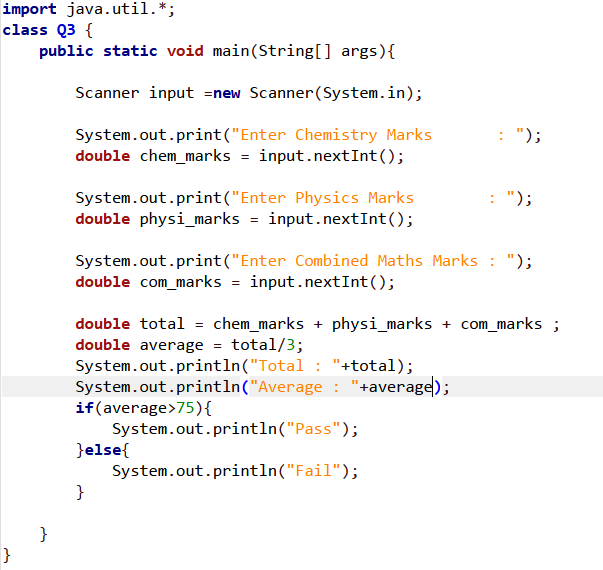 import java.util.*;
class Q3 {
    public static void main(String[] args){

        Scanner input =new Scanner(System.in);

        System.out.print("Enter Chemistry Marks       : ");
        double chem_marks = input.nextInt();

        System.out.print("Enter Physics Marks        : ");
        double physi_marks = input.nextInt();

        System.out.print("Enter Combined Maths Marks : ");
        double com_marks = input.nextInt();

        double total = chem_marks + physi_marks + com_marks ;
        double average = total/3;
        System.out.println("Total : "+total);
        System.out.println("Average : "+average);
        if(average>75){
            System.out.println("Pass");
        }else{
            System.out.println("Fail");
        }

    }
}